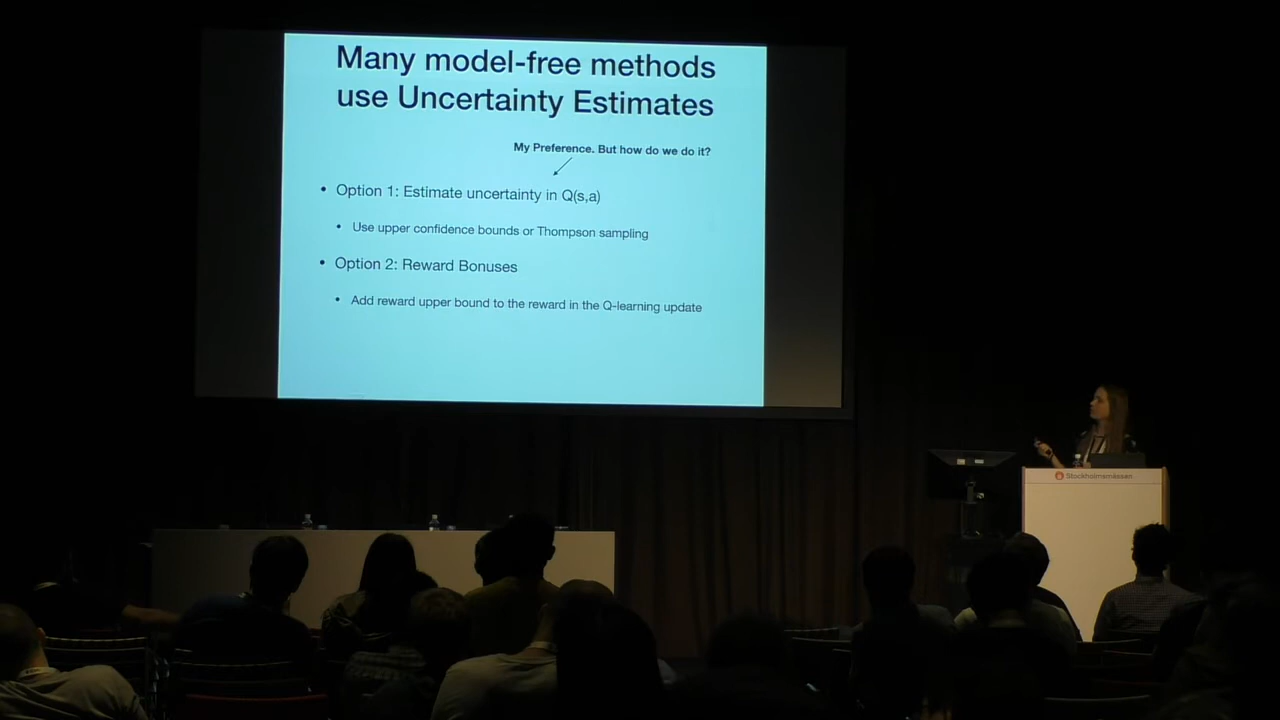 Many model-free methods
use Uncertainty Estimates
My Preference. But how do we do it?
• Option 1: Estimate uncertainty in Q(s,a)
• Use upper confidence bounds or Thompson sampling
• Option 2: Reward Bonuses
• Add reward upper bound to the reward in the Q-learning update
Stockholmsmässan